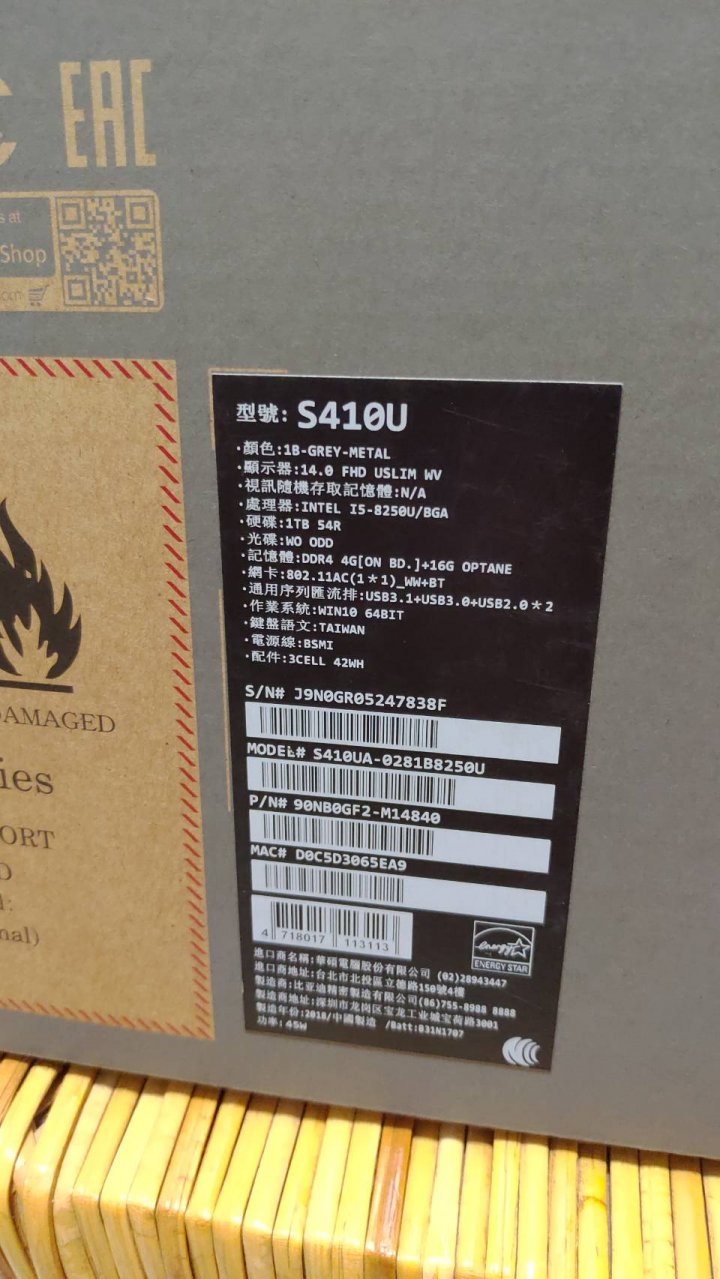 EAC
s at
Shop
DAMAGED
ies
ORT
D
nal)
型號: S410U
·顏色:1B-GREY-METAL
·顯示器:14.0 FHD USLIM WV
·視訊隨機存取記憶體:N/A
·處理器:INTEL I5-8250U/BGA
·硬碟:1TB 54R
·光碟:WO ODD
·記憶體:DDR4 4G[ON BD.]+16G OPTANE
·網卡:802.11AC(1*1)_WW+BT
·通用序列匯流排:USB3.1+USB3.0+USB2.0*2
·作業系統:WIN10 64BIT
·鍵盤語文:TAIWAN
·電源線:BSMI
·配件:3CELL 42WH
S/N# J9N0GR05247838F
MODEL# S410UA-0281B8250U
P/N# 90NB0GF2-M14840
MAC# D0C5D3065EA9
4 718017 113113
energy
ENERGY STAR
進口商名稱:華碩電腦股份有限公司 (02)28943447
進口商地址:台北市北投區立德路150號4樓
製造商:比亚迪精密製造有限公司(86)755-8988 8888
製造商地址:深圳市龙岗区宝龙工业城宝荷路3001
製造年份:2018/中國製造 /Batt:B31N1707
功率:45W